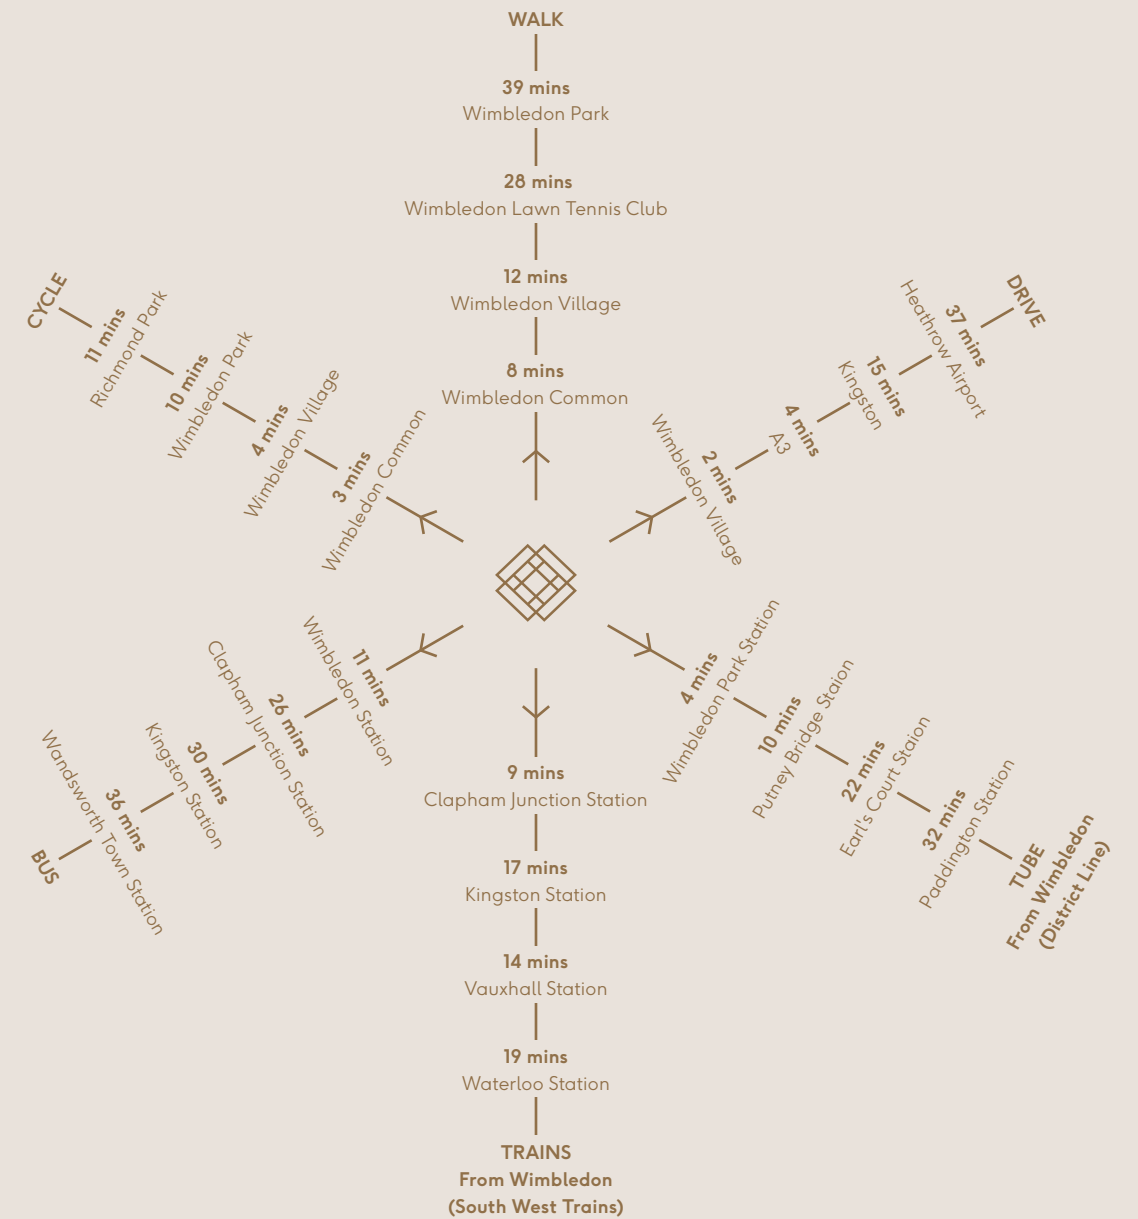 WALK
39 mins
Wimbledon Park
28 mins
Wimbledon Lawn Tennis Club
12 mins
Wimbledon Village
8 mins
Wimbledon Common
CYCLE
11 mins
Richmond Park
10 mins
Wimbledon Park
4 mins
Wimbledon Village
3 mins
Wimbledon Common
DRIVE
37 mins
Heathrow Airport
15 mins
Kingston
4 mins
A3
2 mins
Wimbledon Village
11 mins
Wimbledon Station
26 mins
Clapham Junction Station
30 mins
Kingston Station
36 mins
Wandsworth Town Station
BUS
4 mins
Wimbledon Park Station
10 mins
Putney Bridge Staion
22 mins
Earl's Court Staion
32 mins
Paddington Station
TUBE
From Wimbledon
(District Line)
9 mins
Clapham Junction Station
17 mins
Kingston Station
14 mins
Vauxhall Station
19 mins
Waterloo Station
TRAINS
From Wimbledon
(South West Trains)